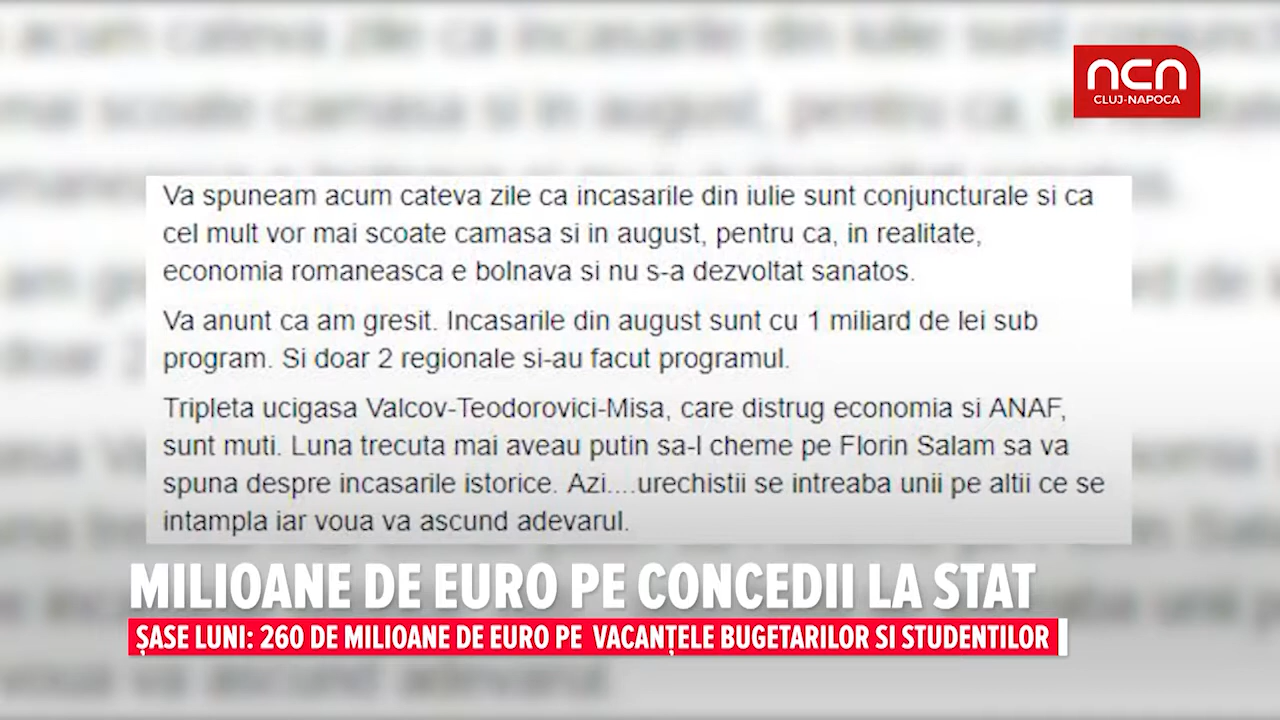 ncn
CLUJ-NAPOCA
Va spuneam acum cateva zile ca incasarile din iulie sunt conjuncturale si ca
cel mult vor mai scoate camasa si in august, pentru ca, in realitate,
economia romaneasca e bolnava si nu s-a dezvoltat sanatos.
Va anunt ca am gresit. Incasarile din august sunt cu 1 miliard de lei sub
program. Si doar 2 regionale si-au facut programul.
Tripleta ucigasa Valcov-Teodorovici-Misa, care distrug economia si ANAF,
sunt muti. Luna trecuta mai aveau putin sa-l cheme pe Florin Salam sa va
spuna despre incasarile istorice. Azi....urechistii se intreaba unii pe altii ce se
intampla iar voua va ascund adevarul.
MILIOANE DE EURO PE CONCEDII LA STAT
ȘASE LUNI: 260 DE MILIOANE DE EURO PE VACANȚELE BUGETARILOR SI STUDENTILOR